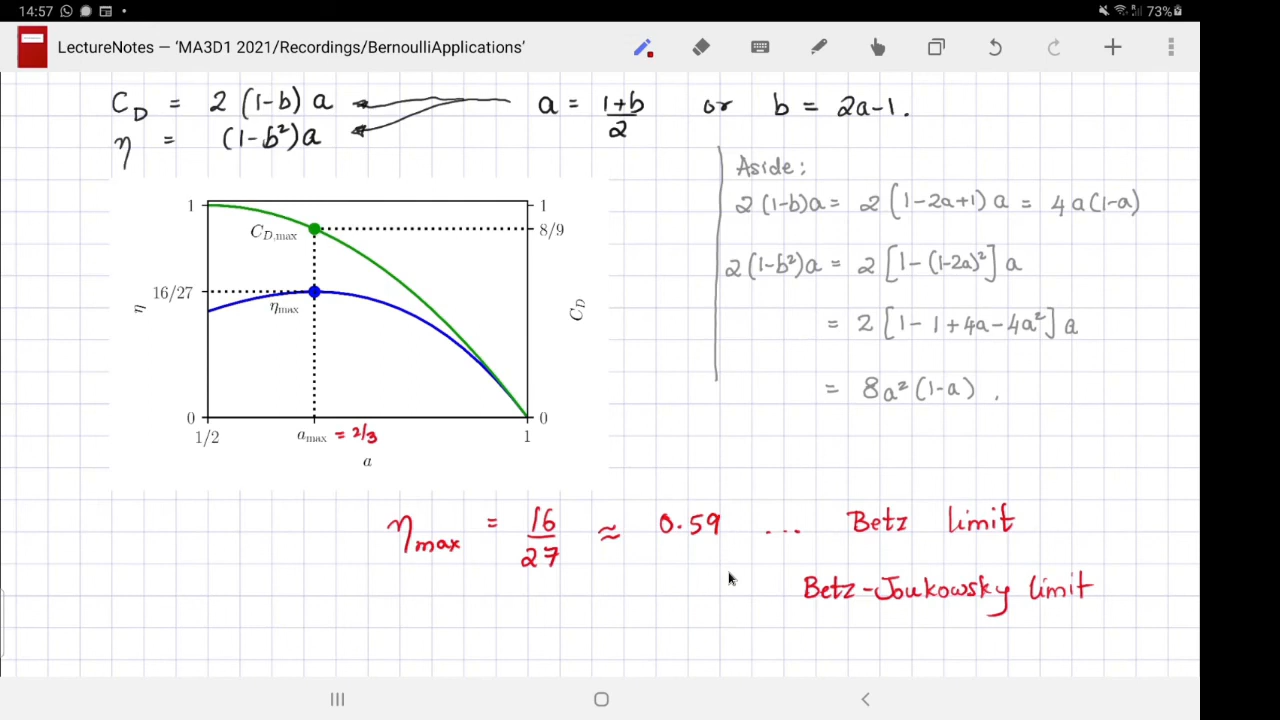 14:57 73%
LectureNotes — ‘MA3D1 2021/Recordings/BernoulliApplications’
C_D = 2 (1-b) a a = (1+b)/2 or b = 2a-1.
η = (1-b²)a
Aside:
2(1-b)a = 2(1-2a+1)a = 4a(1-a)
2(1-b²)a = 2[1-(1-2a)²]a
= 2[1-1+4a-4a²]a
= 8a²(1-a).
1 1
C_D,max 8/9
16/27
η_max
η C_D
0 0
1/2 a_max = 2/3 1
a
η_max = 16/27 ≈ 0.59 ... Betz limit
Betz-Joukowsky limit